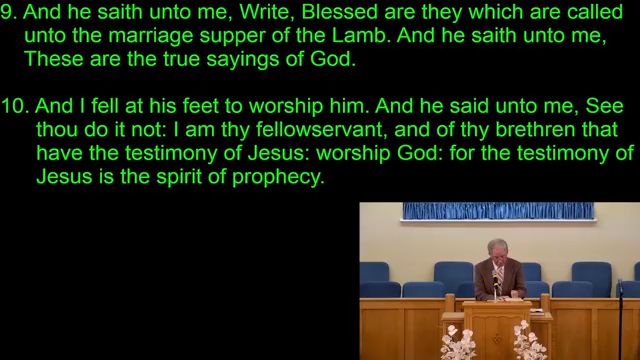 9. And he saith unto me, Write, Blessed are they which are called
unto the marriage supper of the Lamb. And he saith unto me,
These are the true sayings of God.
10. And I fell at his feet to worship him. And he said unto me, See
thou do it not: I am thy fellowservant, and of thy brethren that
have the testimony of Jesus: worship God: for the testimony of
Jesus is the spirit of prophecy.